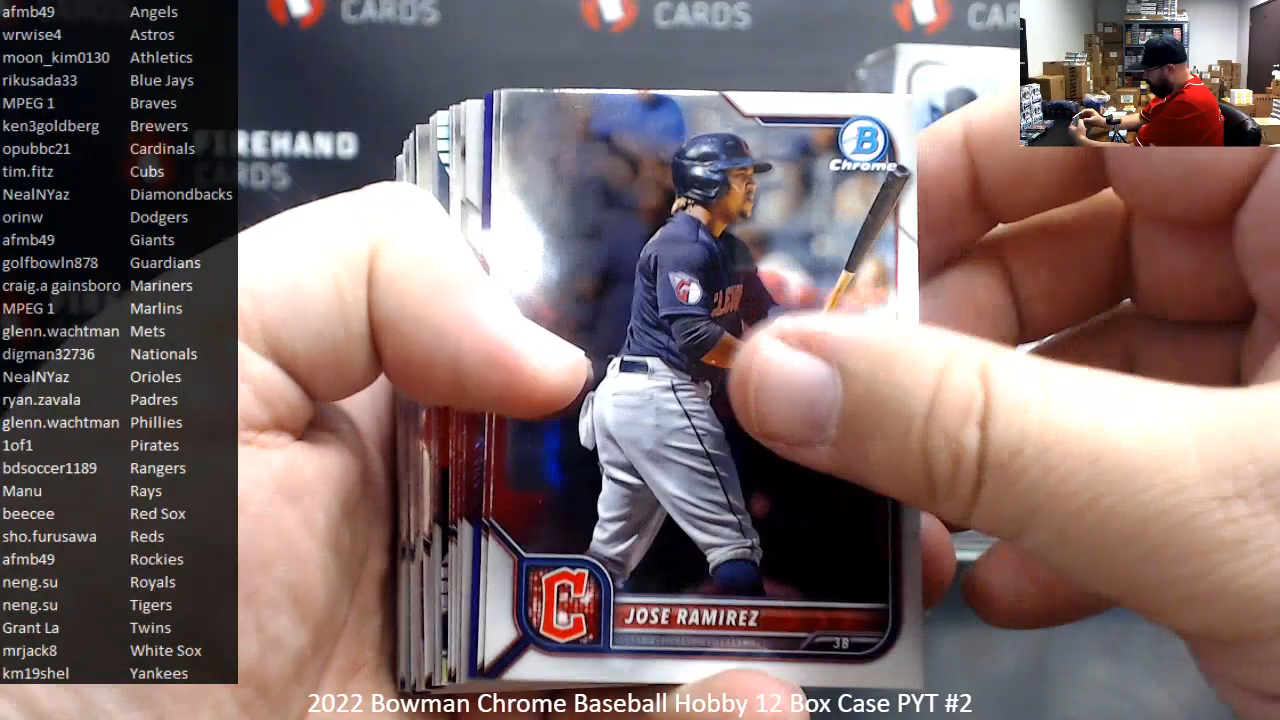 afmb49 Angels
wrwise4 Astros
moon_kim0130 Athletics
rikusada33 Blue Jays
MPEG 1 Braves
ken3goldberg Brewers
opubbc21 Cardinals
tim.fitz Cubs
NealNYaz Diamondbacks
orinw Dodgers
afmb49 Giants
golfbowln878 Guardians
craig.a gainsboro Mariners
MPEG 1 Marlins
glenn.wachtman Mets
digman32736 Nationals
NealNYaz Orioles
ryan.zavala Padres
glenn.wachtman Phillies
1of1 Pirates
bdsoccer1189 Rangers
Manu Rays
beecee Red Sox
sho.furusawa Reds
afmb49 Rockies
neng.su Royals
neng.su Tigers
Grant La Twins
mrjack8 White Sox
km19shel Yankees
CARDS
CARDS
CAR
REHAND
CARDS
B
Chrome
C
JOSE RAMIREZ
3B
2022 Bowman Chrome Baseball Hobby 12 Box Case PYT #2